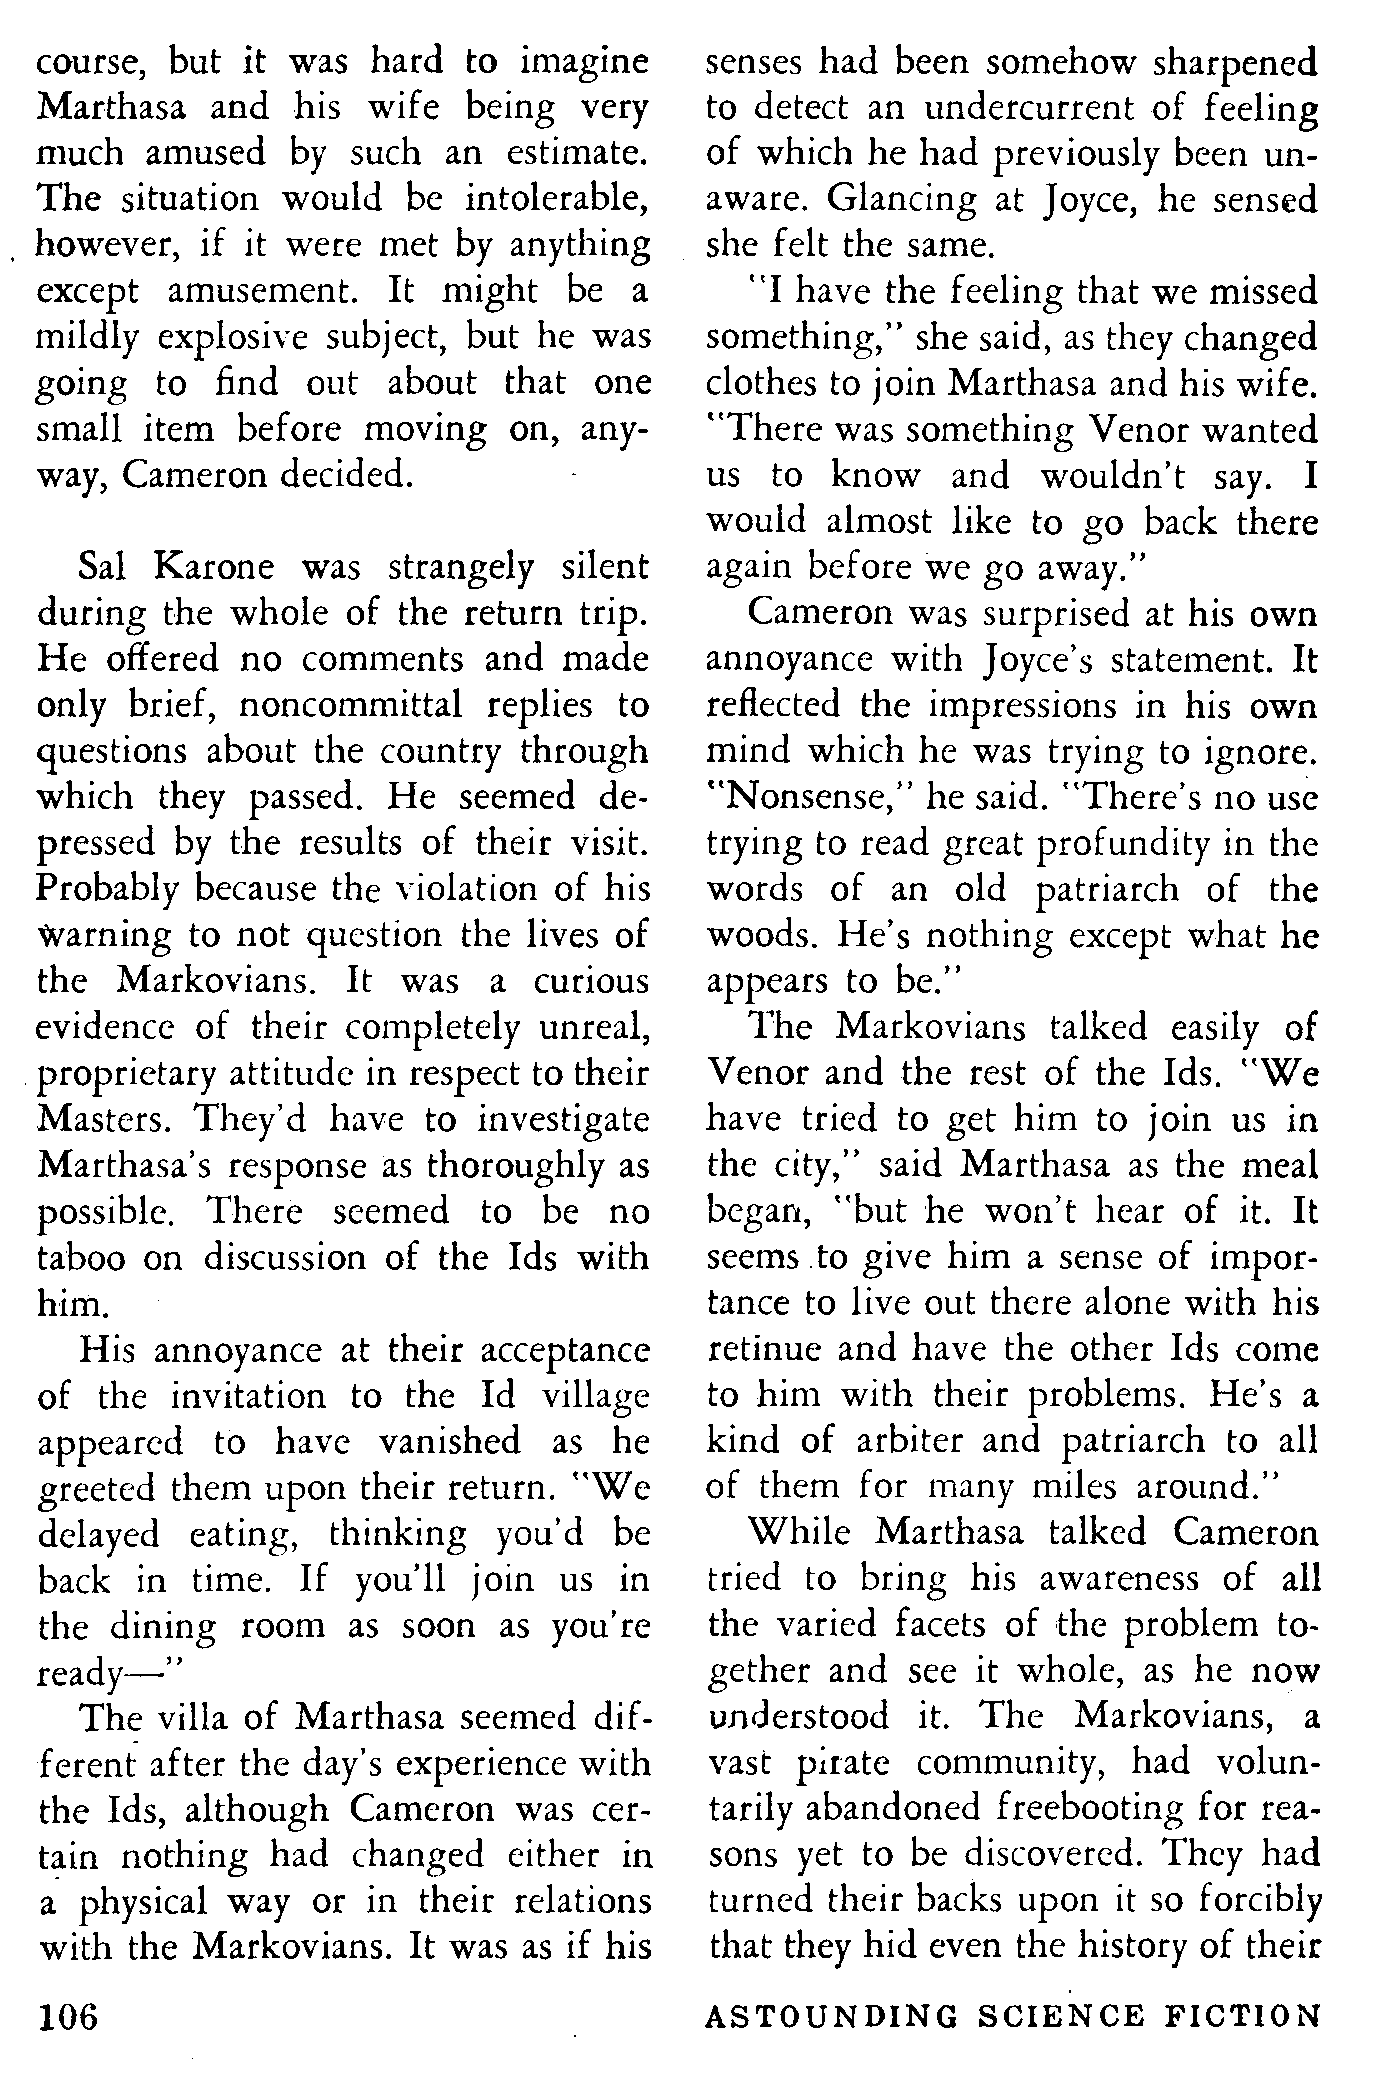 course, but it was hard to imagine
Marthasa and his wife being very
much amused by such an estimate.
The situation would be intolerable,
however, if it were met by anything
except amusement. It might be a
mildly explosive subject, but he was
going to find out about that one
small item before moving on, any-
way, Cameron decided.
Sal Karone was strangely silent
during the whole of the return trip.
He offered no comments and made
only brief, noncommittal replies to
questions about the country through
which they passed. He seemed de-
pressed by the results of their visit.
Probably because the violation of his
warning to not question the lives of
the Markovians. It was a curious
evidence of their completely unreal,
proprietary attitude in respect to their
Masters. They'd have to investigate
Marthasa's response as thoroughly as
possible. There seemed to be no
taboo on discussion of the Ids with
him.
His annoyance at their acceptance
of the invitation to the Id village
appeared to have vanished as he
greeted them upon their return. "We
delayed eating, thinking you'd be
back in time. If you'll join us in
the dining room as soon as you're
ready—"
The villa of Marthasa seemed dif-
ferent after the day's experience with
the Ids, although Cameron was cer-
tain nothing had changed either in
a physical way or in their relations
with the Markovians. It was as if his
senses had been somehow sharpened
to detect an undercurrent of feeling
of which he had previously been un-
aware. Glancing at Joyce, he sensed
she felt the same.
"I have the feeling that we missed
something," she said, as they changed
clothes to join Marthasa and his wife.
"There was something Venor wanted
us to know and wouldn't say. I
would almost like to go back there
again before we go away."
Cameron was surprised at his own
annoyance with Joyce's statement. It
reflected the impressions in his own
mind which he was trying to ignore.
"Nonsense," he said. "There's no use
trying to read great profundity in the
words of an old patriarch of the
woods. He's nothing except what he
appears to be."
The Markovians talked easily of
Venor and the rest of the Ids. "We
have tried to get him to join us in
the city," said Marthasa as the meal
began, "but he won't hear of it. It
seems to give him a sense of impor-
tance to live out there alone with his
retinue and have the other Ids come
to him with their problems. He's a
kind of arbiter and patriarch to all
of them for many miles around."
While Marthasa talked Cameron
tried to bring his awareness of all
the varied facets of the problem to-
gether and see it whole, as he now
understood it. The Markovians, a
vast pirate community, had volun-
tarily abandoned freebooting for rea-
sons yet to be discovered. They had
turned their backs upon it so forcibly
that they hid even the history of their
106
ASTOUNDING SCIENCE FICTION